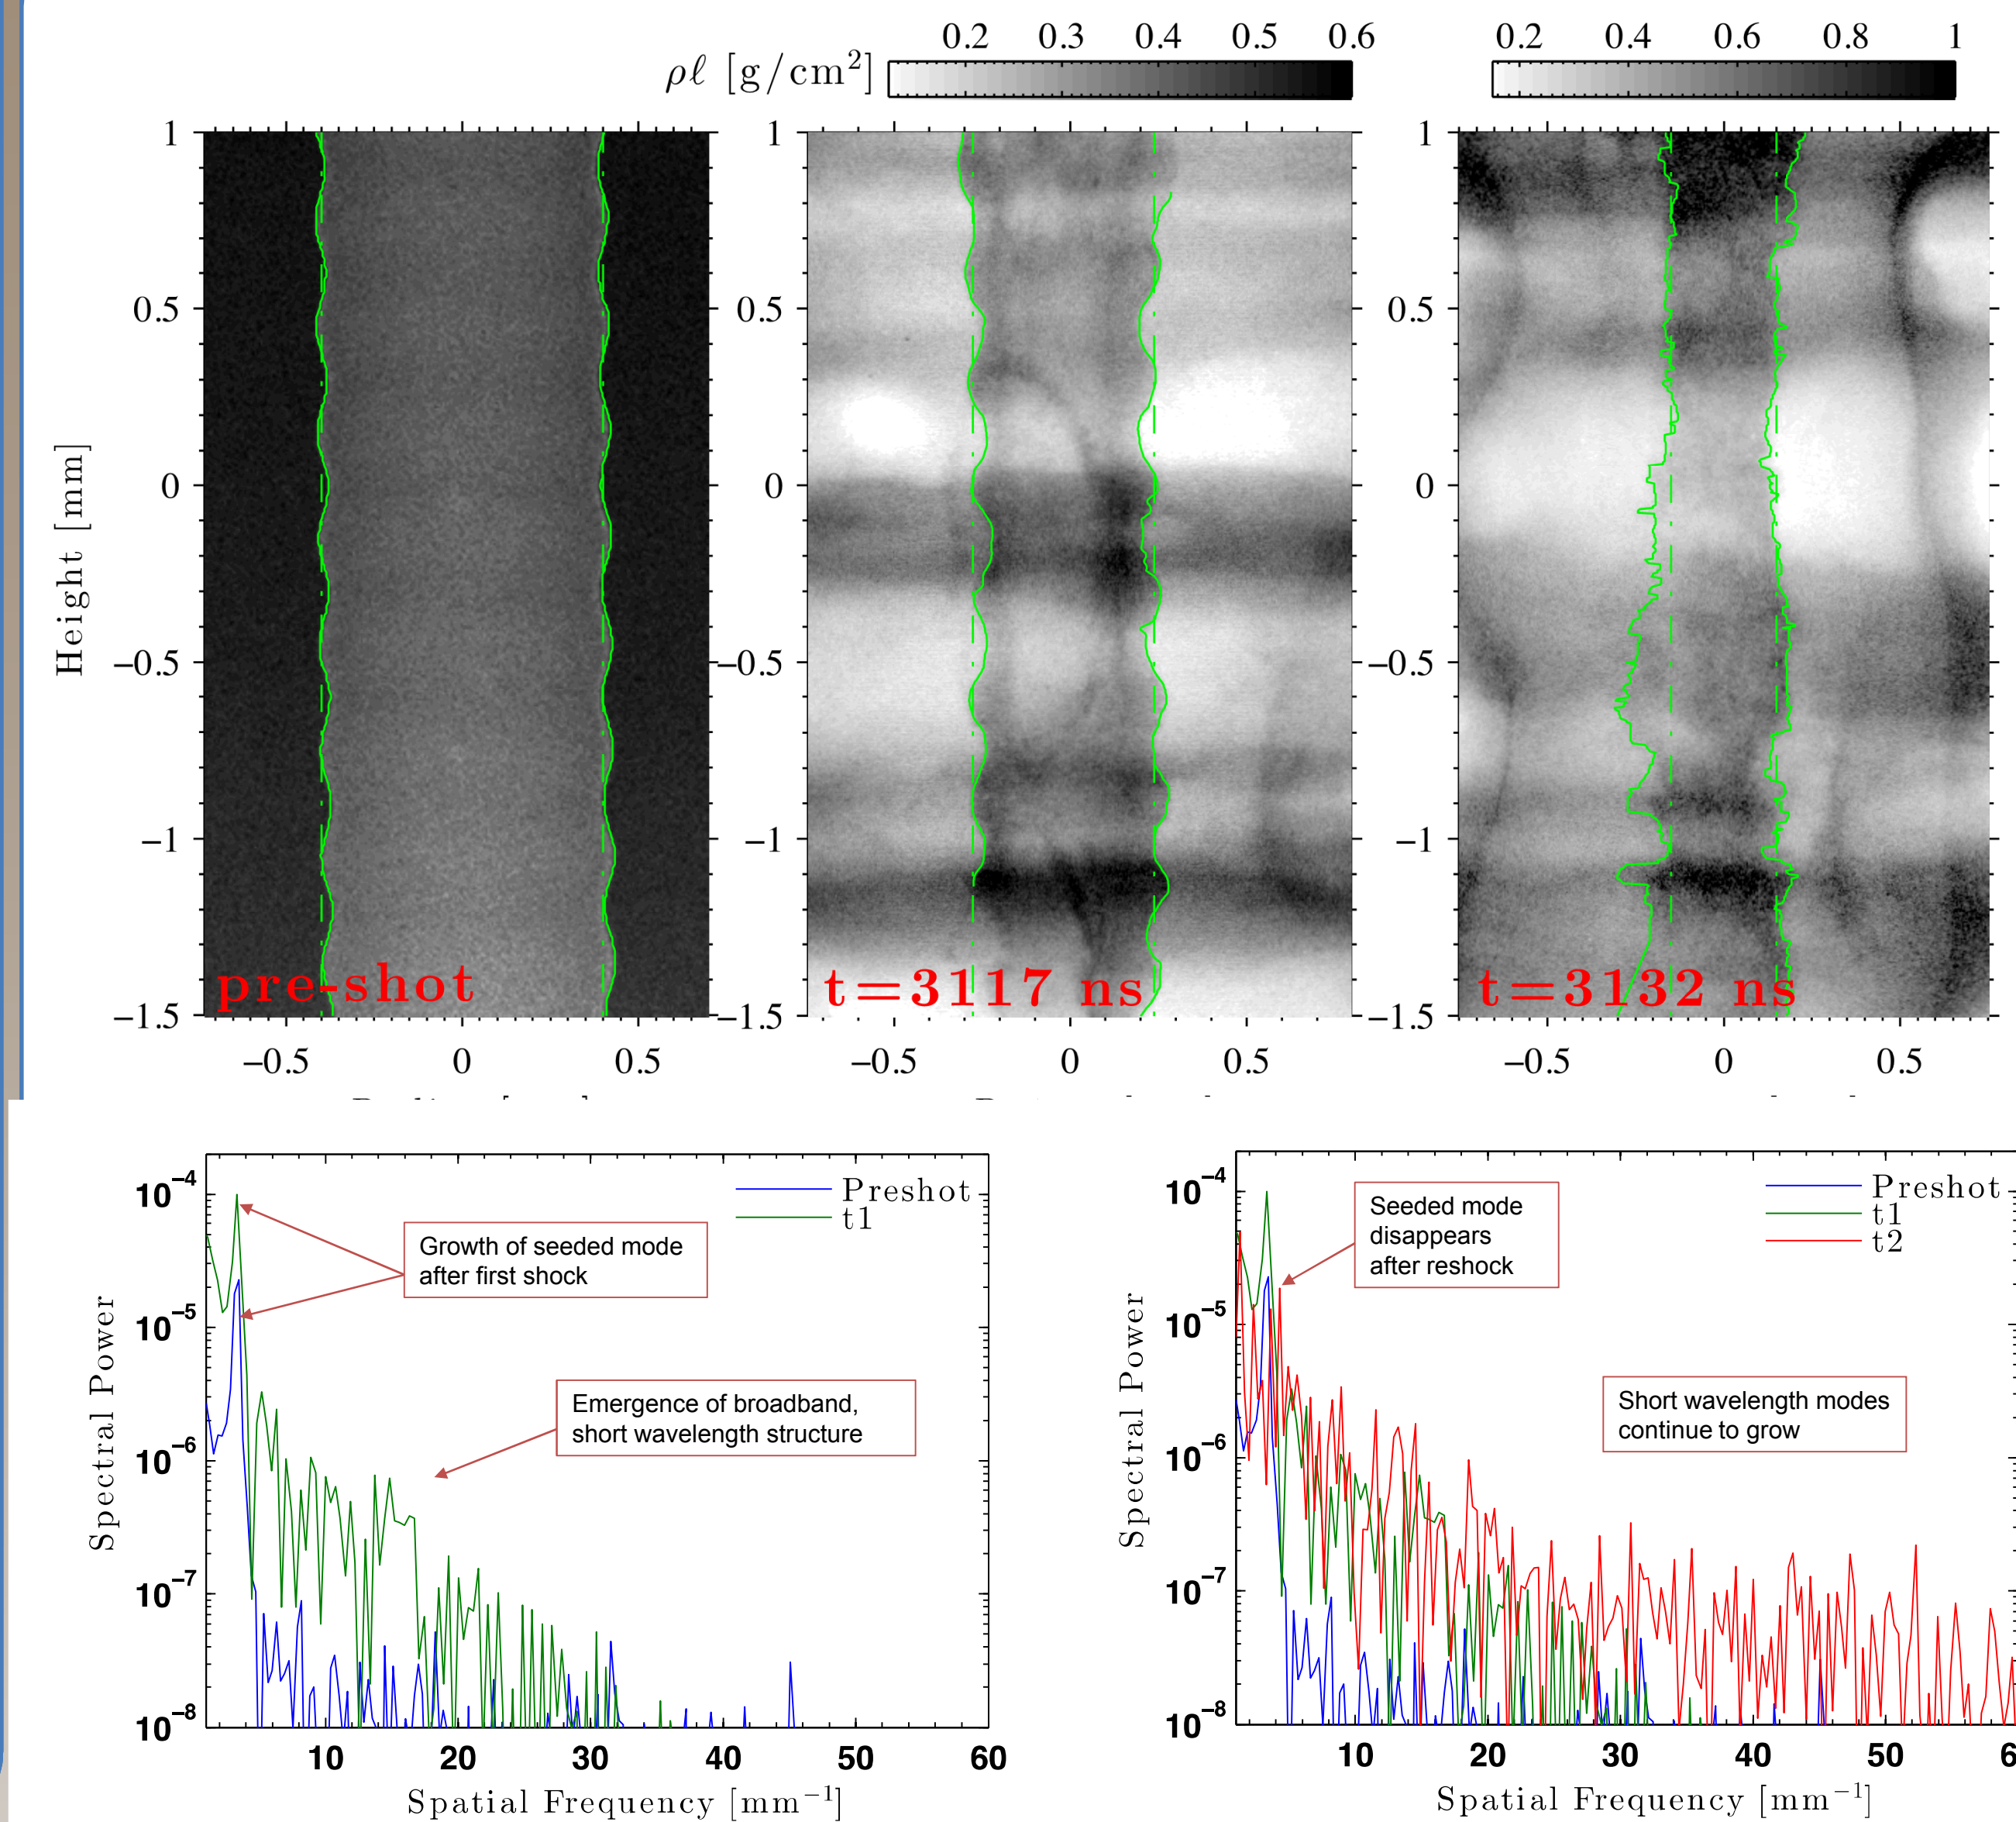 0.2 0.3 0.4 0.5 0.6
0.2 0.4 0.6 0.8 1
ρℓ [g/cm²]
1 1 1
0.5 0.5 0.5
0 0 0
Height [mm]
−0.5 −0.5 −0.5
−1 −1 −1
pre-shot t=3117 ns t=3132 ns
−1.5 −1.5 −1.5
−0.5 0 0.5 −0.5 0 0.5 −0.5 0 0.5
10⁻⁴
Preshot
t1
Growth of seeded mode
after first shock
10⁻⁵
Emergence of broadband,
short wavelength structure
10⁻⁶
Spectral Power
10⁻⁷
10⁻⁸
10 20 30 40 50 60
Spatial Frequency [mm⁻¹]
10⁻⁴
Preshot
t1
t2
Seeded mode
disappears
after reshock
10⁻⁵
Short wavelength modes
continue to grow
10⁻⁶
Spectral Power
10⁻⁷
10⁻⁸
10 20 30 40 50
Spatial Frequency [mm⁻¹]